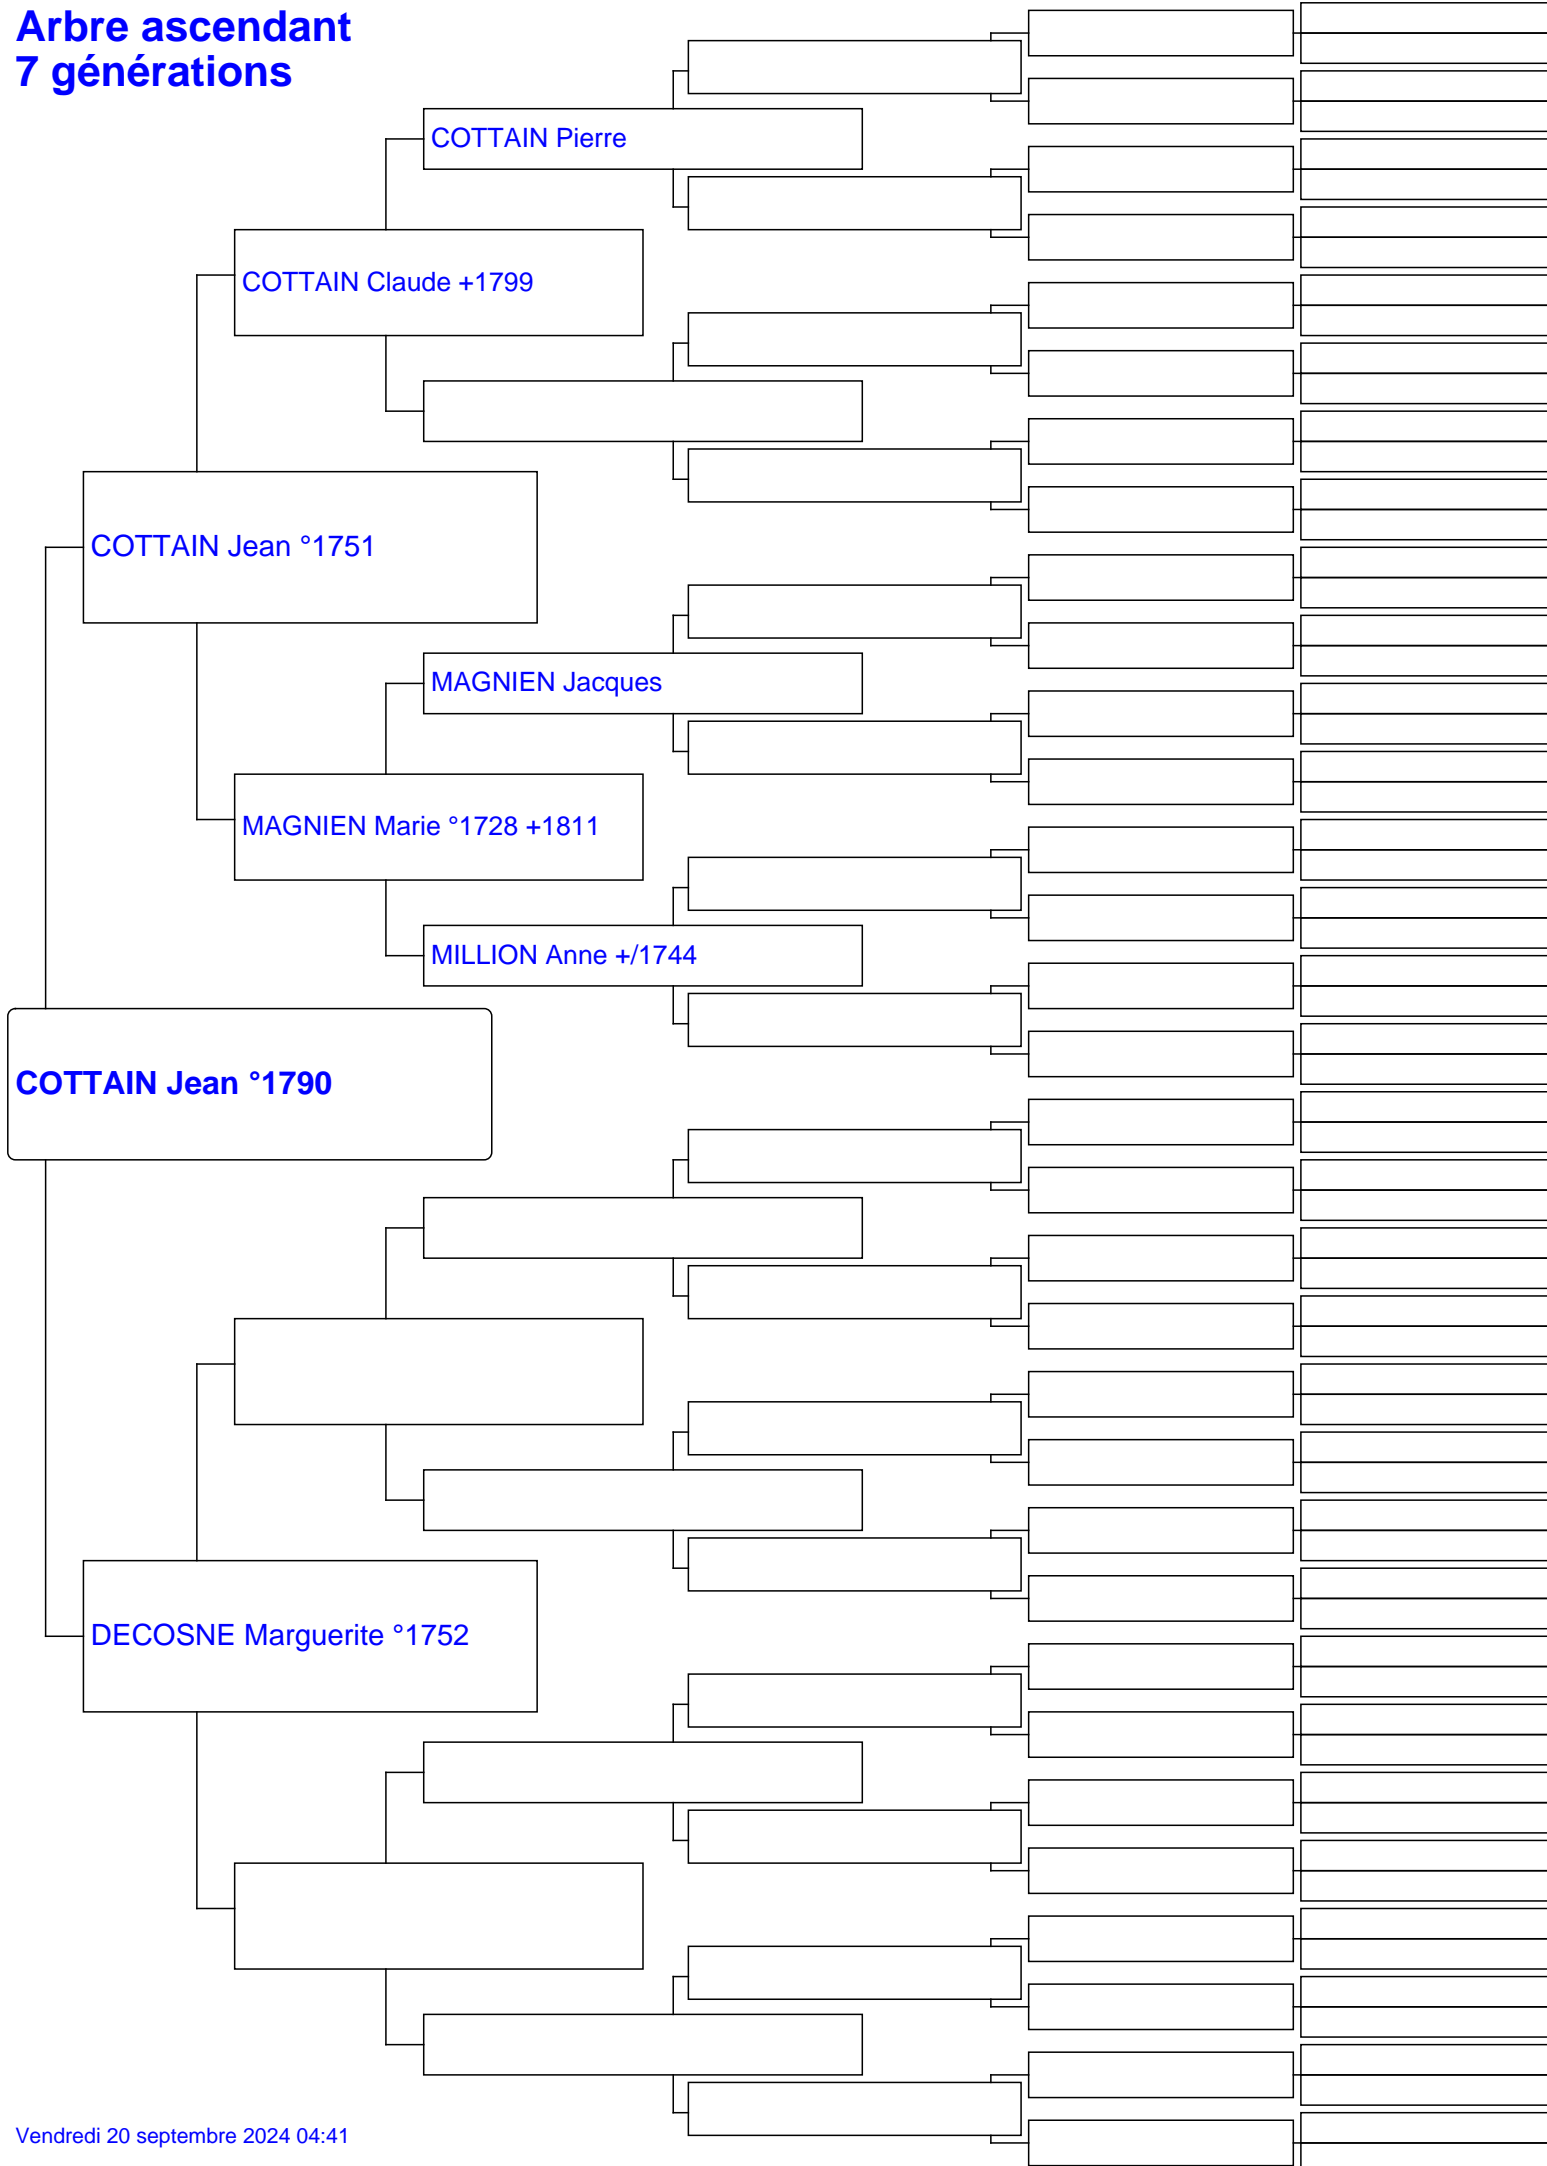 Arbre ascendant
7 générations
COTTAIN Pierre
COTTAIN Claude +1799
COTTAIN Jean °1751
MAGNIEN Jacques
MAGNIEN Marie °1728 +1811
MILLION Anne +/1744
COTTAIN Jean °1790
DECOSNE Marguerite °1752
Vendredi 20 septembre 2024 04:41